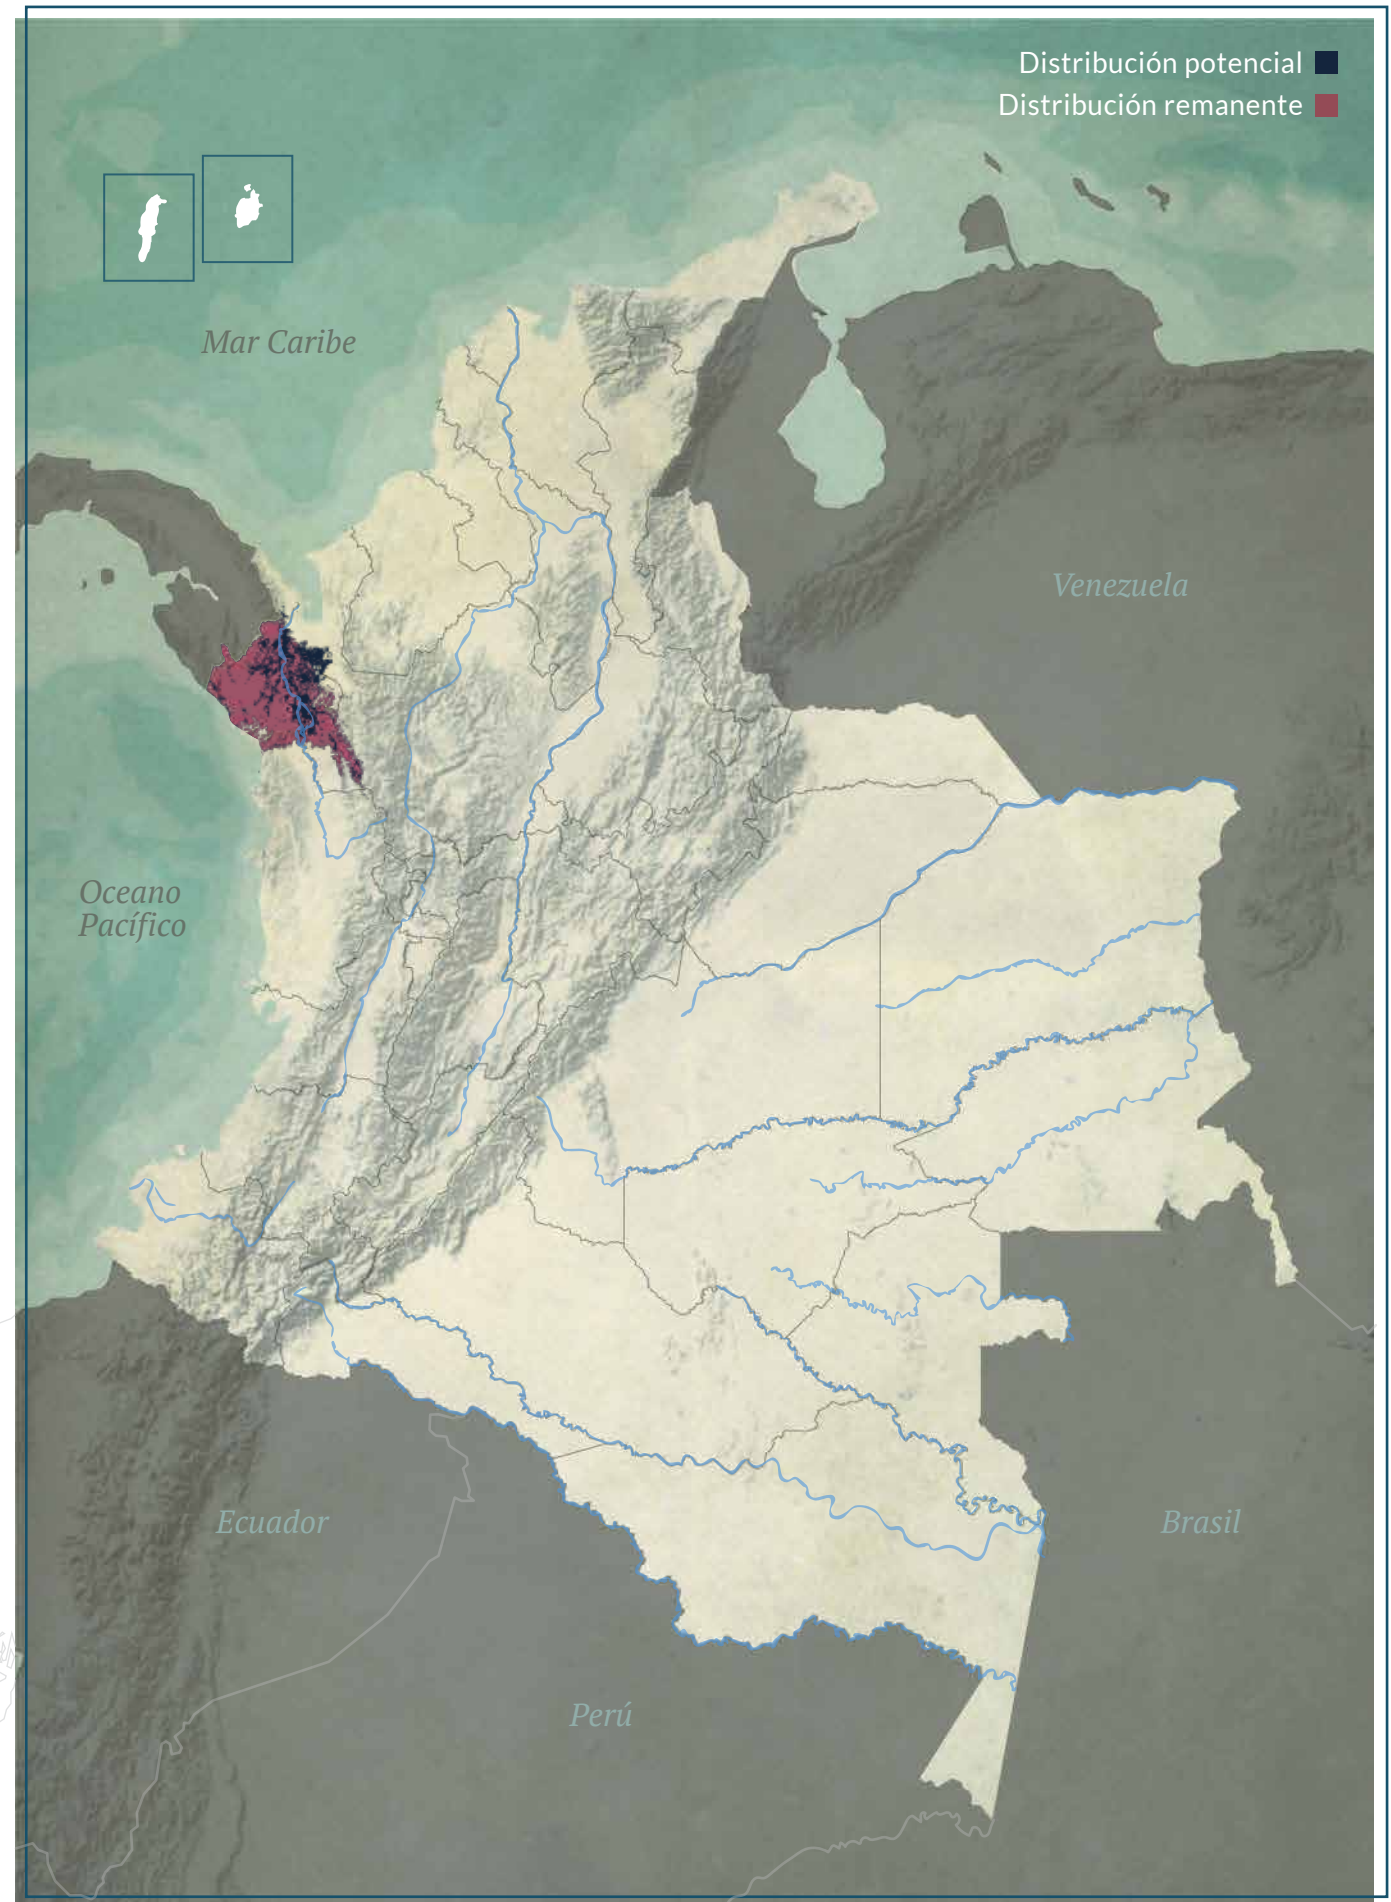 Distribución potencial
Distribución remanente
Mar Caribe
Venezuela
Oceano
Pacífico
Ecuador
Brasil
Perú